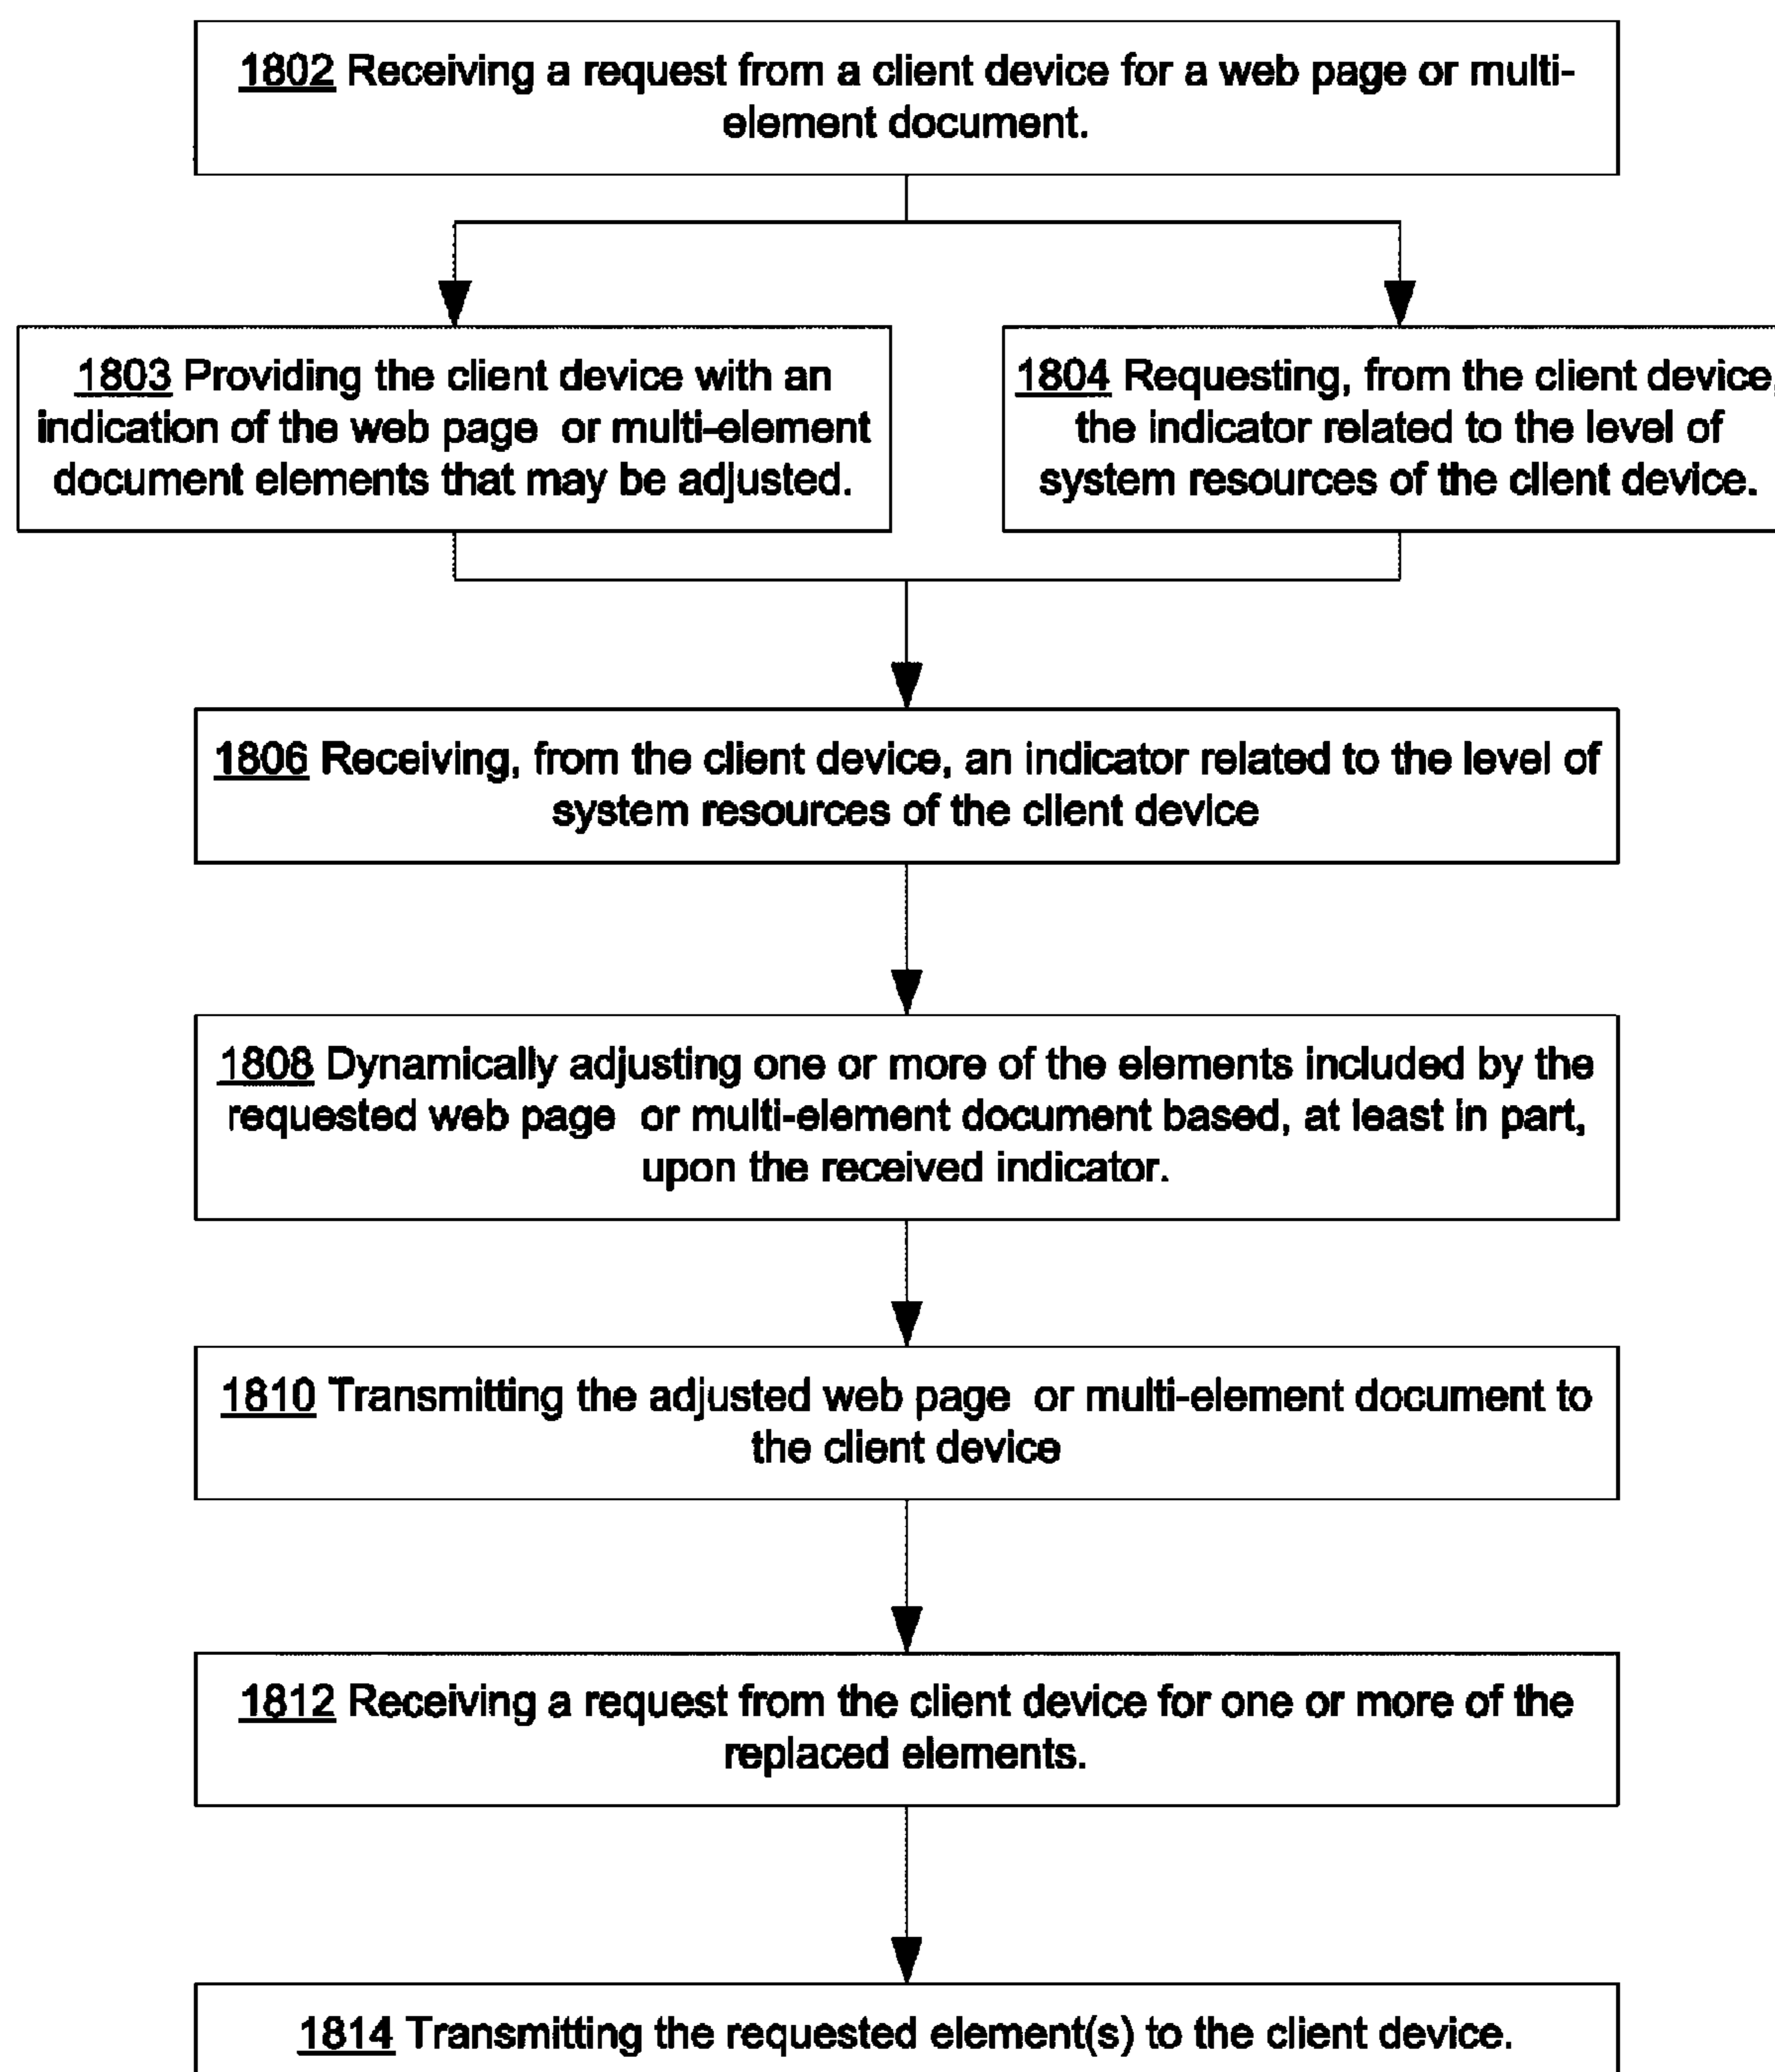 1802 Receiving a request from a client device for a web page or multi-
element document.
1803 Providing the client device with an
indication of the web page or multi-element
document elements that may be adjusted.
1804 Requesting, from the client device,
the indicator related to the level of
system resources of the client device.
1806 Receiving, from the client device, an indicator related to the level of
system resources of the client device
1808 Dynamically adjusting one or more of the elements included by the
requested web page or multi-element document based, at least in part,
upon the received indicator.
1810 Transmitting the adjusted web page or multi-element document to
the client device
1812 Receiving a request from the client device for one or more of the
replaced elements.
1814 Transmitting the requested element(s) to the client device.